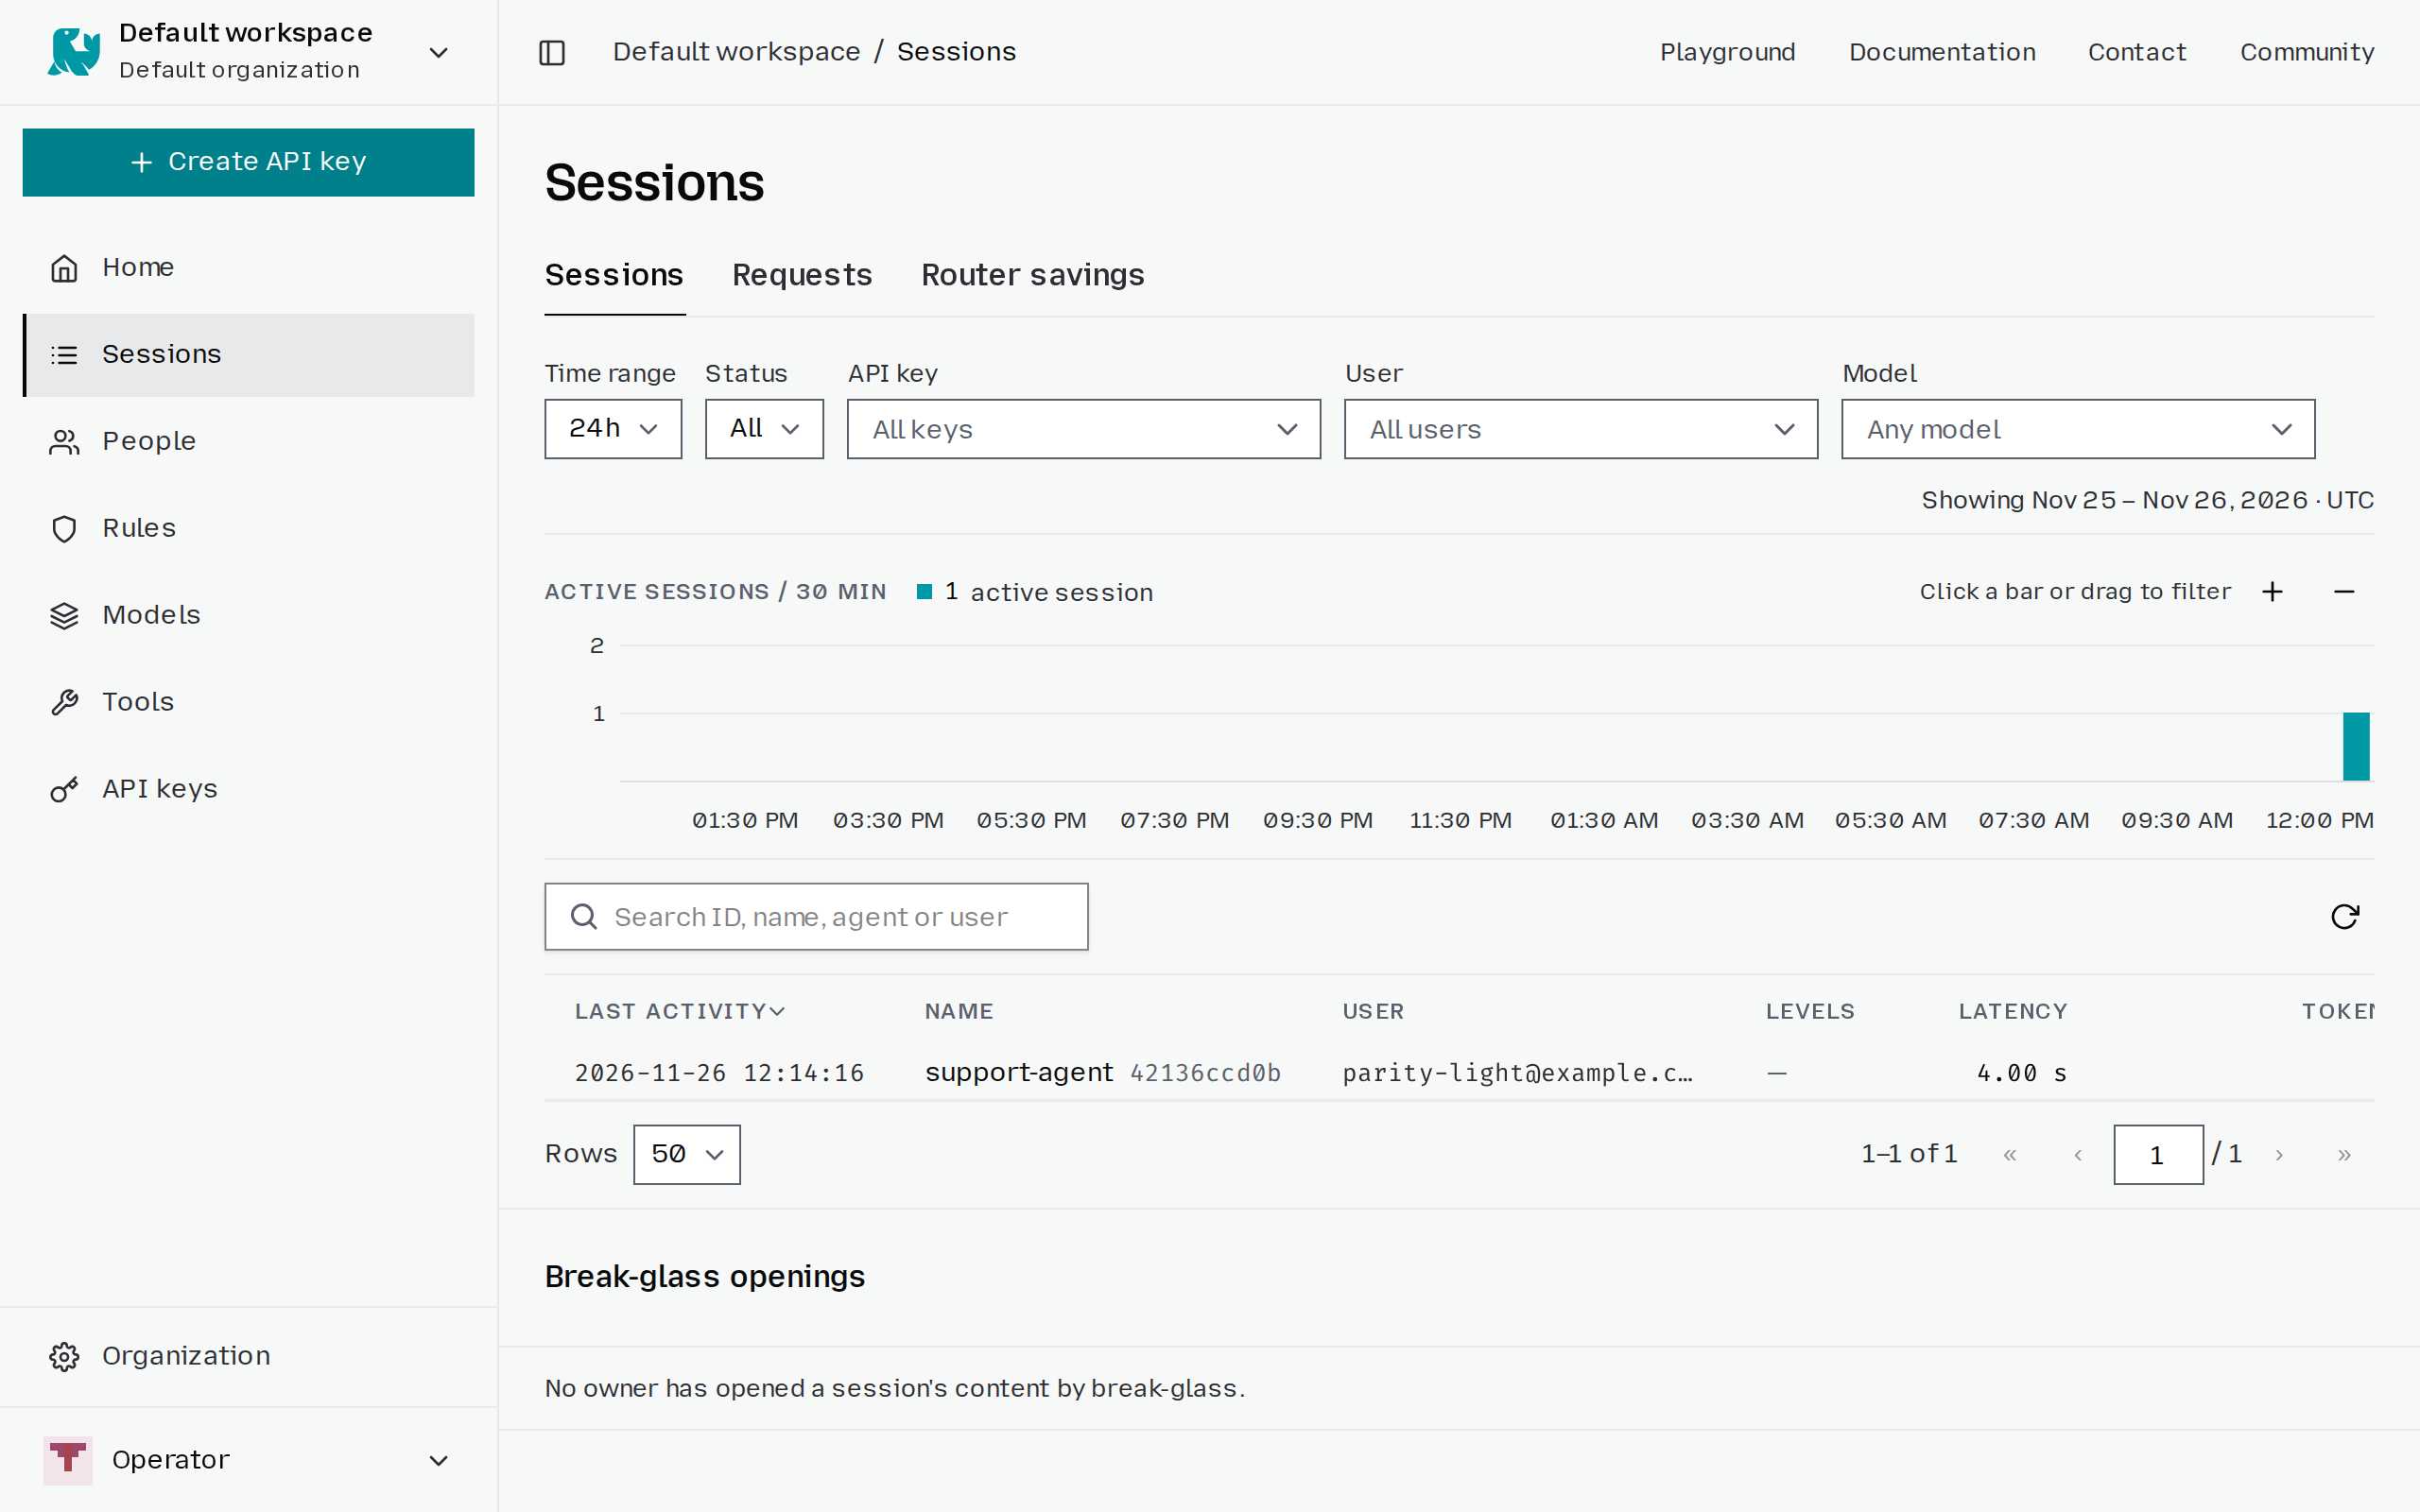 Default workspace
Default organization
Default workspace / Sessions
Playground
Documentation
Contact
Community
Create API key
Home
Sessions
People
Rules
Models
Tools
API keys
Organization
Operator
Sessions
Sessions
Requests
Router savings
Time range
Status
API key
User
Model
24h
All
All keys
All users
Any model
Showing Nov 25 – Nov 26, 2026 · UTC
ACTIVE SESSIONS / 30 MIN
1 active session
Click a bar or drag to filter
2
1
01:30 PM 03:30 PM 05:30 PM 07:30 PM 09:30 PM 11:30 PM 01:30 AM 03:30 AM 05:30 AM 07:30 AM 09:30 AM 12:00 PM
Search ID, name, agent or user
LAST ACTIVITY NAME USER LEVELS LATENCY TOKEN
2026-11-26 12:14:16 support-agent 42136ccd0b parity-light@example.c… — 4.00 s
Rows 50
1–1 of 1 « ‹ 1 / 1 › »
Break-glass openings
No owner has opened a session's content by break-glass.